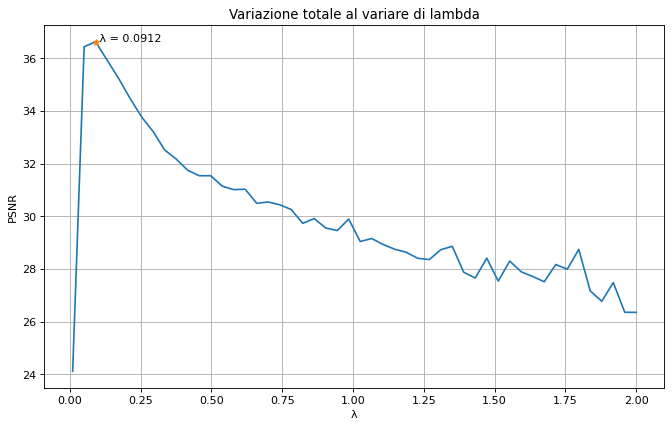 Variazione totale al variare di lambda
λ = 0.0912
PSNR
36
34
32
30
28
26
24
0.00 0.25 0.50 0.75 1.00 1.25 1.50 1.75 2.00
λ